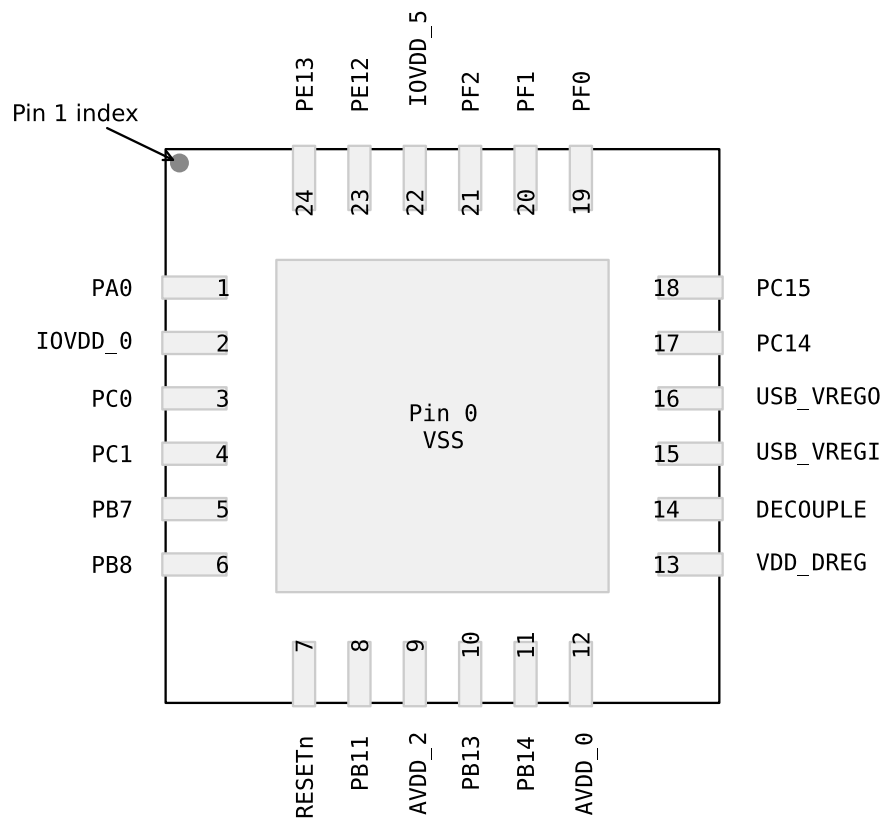 PE13
PE12
IOVDD_5
PF2
PF1
PF0
Pin 1 index
24
23
22
21
20
19
PA0 1
18 PC15
IOVDD_0 2
17 PC14
PC0 3
16 USB_VREGO
PC1 4
15 USB_VREGI
PB7 5
14 DECOUPLE
PB8 6
13 VDD_DREG
Pin 0
VSS
7
8
9
10
11
12
RESETn
PB11
AVDD_2
PB13
PB14
AVDD_0